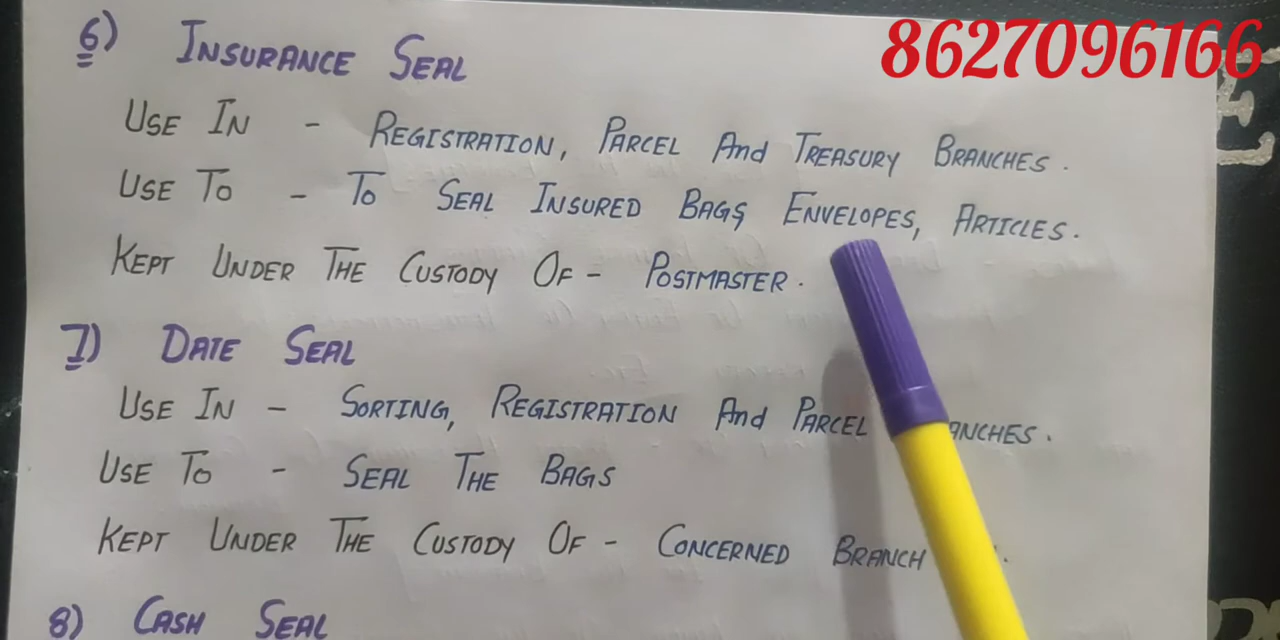 8627096166
6) INSURANCE SEAL
USE IN - REGISTRATION, PARCEL And TREASURY BRANCHES.
USE TO - TO SEAL INSURED BAGS ENVELOPES, ARTICLES.
KEPT UNDER THE CUSTODY OF - POSTMASTER.
7) DATE SEAL
USE IN - SORTING, REGISTRATION And PARCEL ANCHES.
USE TO - SEAL THE BAGS
KEPT UNDER THE CUSTODY OF - CONCERNED BRANCH
8) CASH SEAL